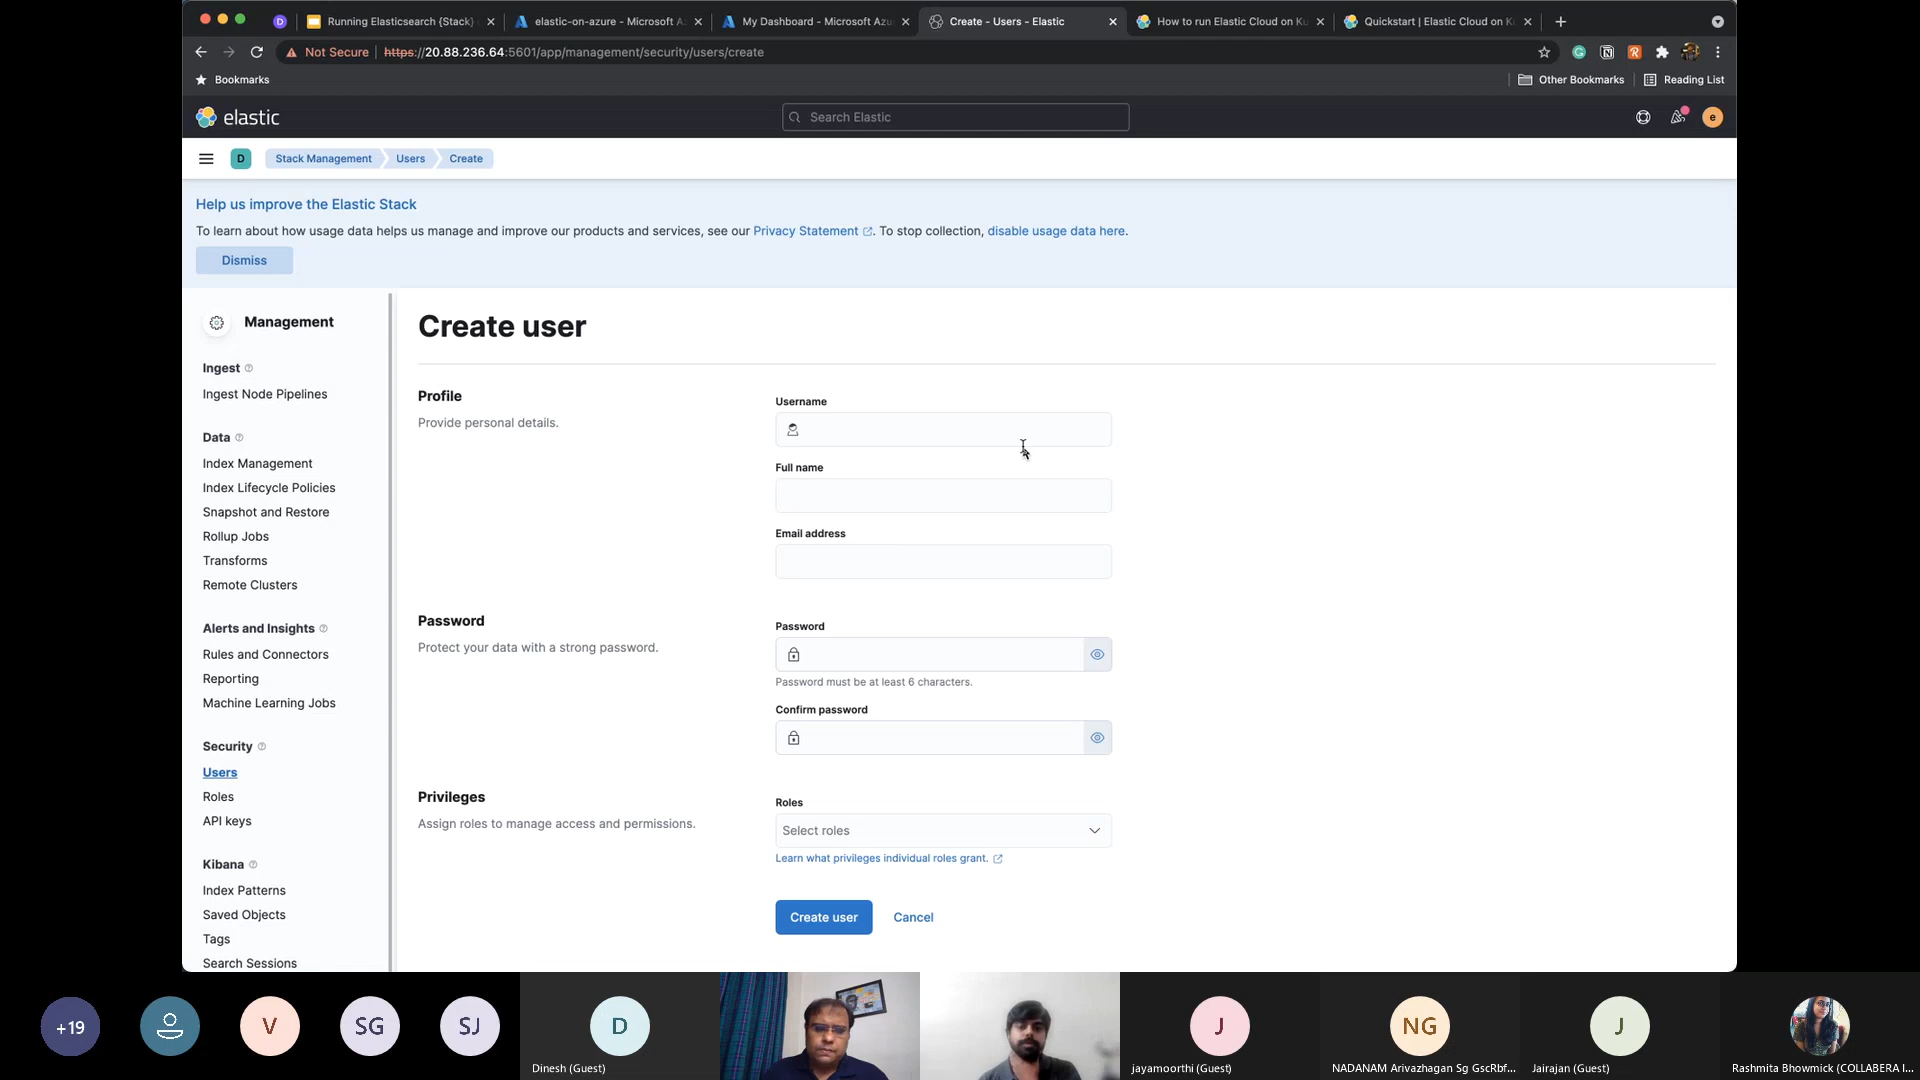 D
Running Elasticsearch {Stack}
elastic-on-azure - Microsoft A
My Dashboard - Microsoft Azu
Create - Users - Elastic
How to run Elastic Cloud on Ku
Quickstart | Elastic Cloud on K
Not Secure
https://20.88.236.64:5601/app/management/security/users/create
Bookmarks
Other Bookmarks
Reading List
elastic
Search Elastic
e
D
Stack Management
Users
Create
Help us improve the Elastic Stack
To learn about how usage data helps us manage and improve our products and services, see our Privacy Statement. To stop collection, disable usage data here.
Dismiss
Management
Ingest
Ingest Node Pipelines
Data
Index Management
Index Lifecycle Policies
Snapshot and Restore
Rollup Jobs
Transforms
Remote Clusters
Alerts and Insights
Rules and Connectors
Reporting
Machine Learning Jobs
Security
Users
Roles
API keys
Kibana
Index Patterns
Saved Objects
Tags
Search Sessions
Create user
Profile
Provide personal details.
Username
Full name
Email address
Password
Protect your data with a strong password.
Password
Password must be at least 6 characters.
Confirm password
Privileges
Assign roles to manage access and permissions.
Roles
Select roles
Learn what privileges individual roles grant.
Create user
Cancel
+19
V
SG
SJ
D
Dinesh (Guest)
J
jayamoorthi (Guest)
NG
NADANAM Arivazhagan Sg GscRbf...
J
Jairajan (Guest)
Rashmita Bhowmick (COLLABERA I...